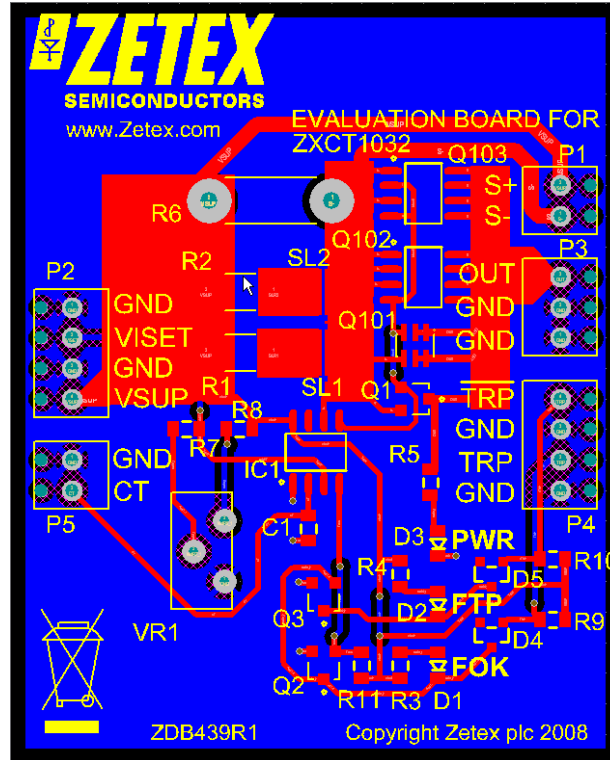 ZETEX
SEMICONDUCTORS
www.Zetex.com
EVALUATION BOARD FOR
ZXCT1032
Q103
P1
R6
S+
S-
Q102
P3
R2
SL2
P2
OUT
GND
GND
GND
VISET
Q101
GND
VSUP
R1
SL1
Q1
TRP
R8
GND
R7
R5
TRP
GND
IC1
GND
CT
P5
C1
P4
D3
PWR
R4
R10
D5
D2
FTP
Q3
R9
VR1
D4
FOK
Q2
R11
R3
D1
ZDB439R1
Copyright Zetex plc 2008